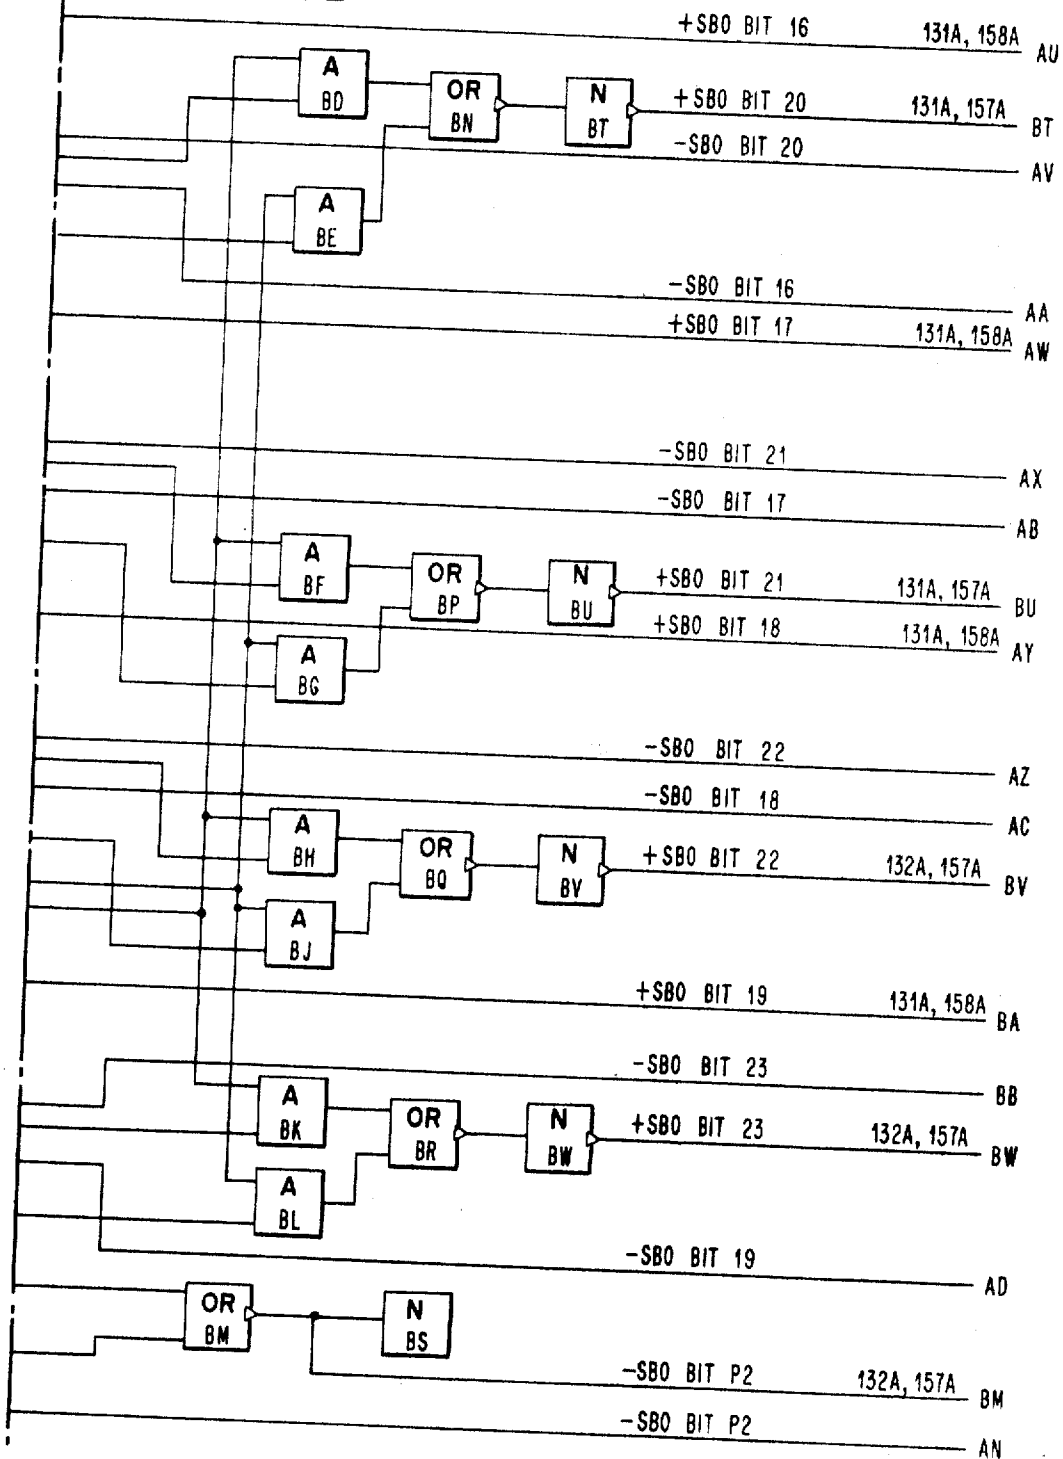 +SBO BIT 16 131A, 158A AU
A
BD
OR
BN
N
BT
+SBO BIT 20 131A, 157A BT
-SBO BIT 20 AV
A
BE
-SBO BIT 16 AA
+SBO BIT 17 131A, 158A AW
-SBO BIT 21 AX
-SBO BIT 17 AB
A
BF
OR
BP
N
BU
+SBO BIT 21 131A, 157A BU
+SBO BIT 18 131A, 158A AY
A
BG
-SBO BIT 22 AZ
-SBO BIT 18 AC
A
BH
OR
BQ
N
BV
+SBO BIT 22 132A, 157A BV
A
BJ
+SBO BIT 19 131A, 158A BA
-SBO BIT 23 BB
A
BK
OR
BR
N
BW
+SBO BIT 23 132A, 157A BW
A
BL
-SBO BIT 19 AD
OR
BM
N
BS
-SBO BIT P2 132A, 157A BM
-SBO BIT P2 AN